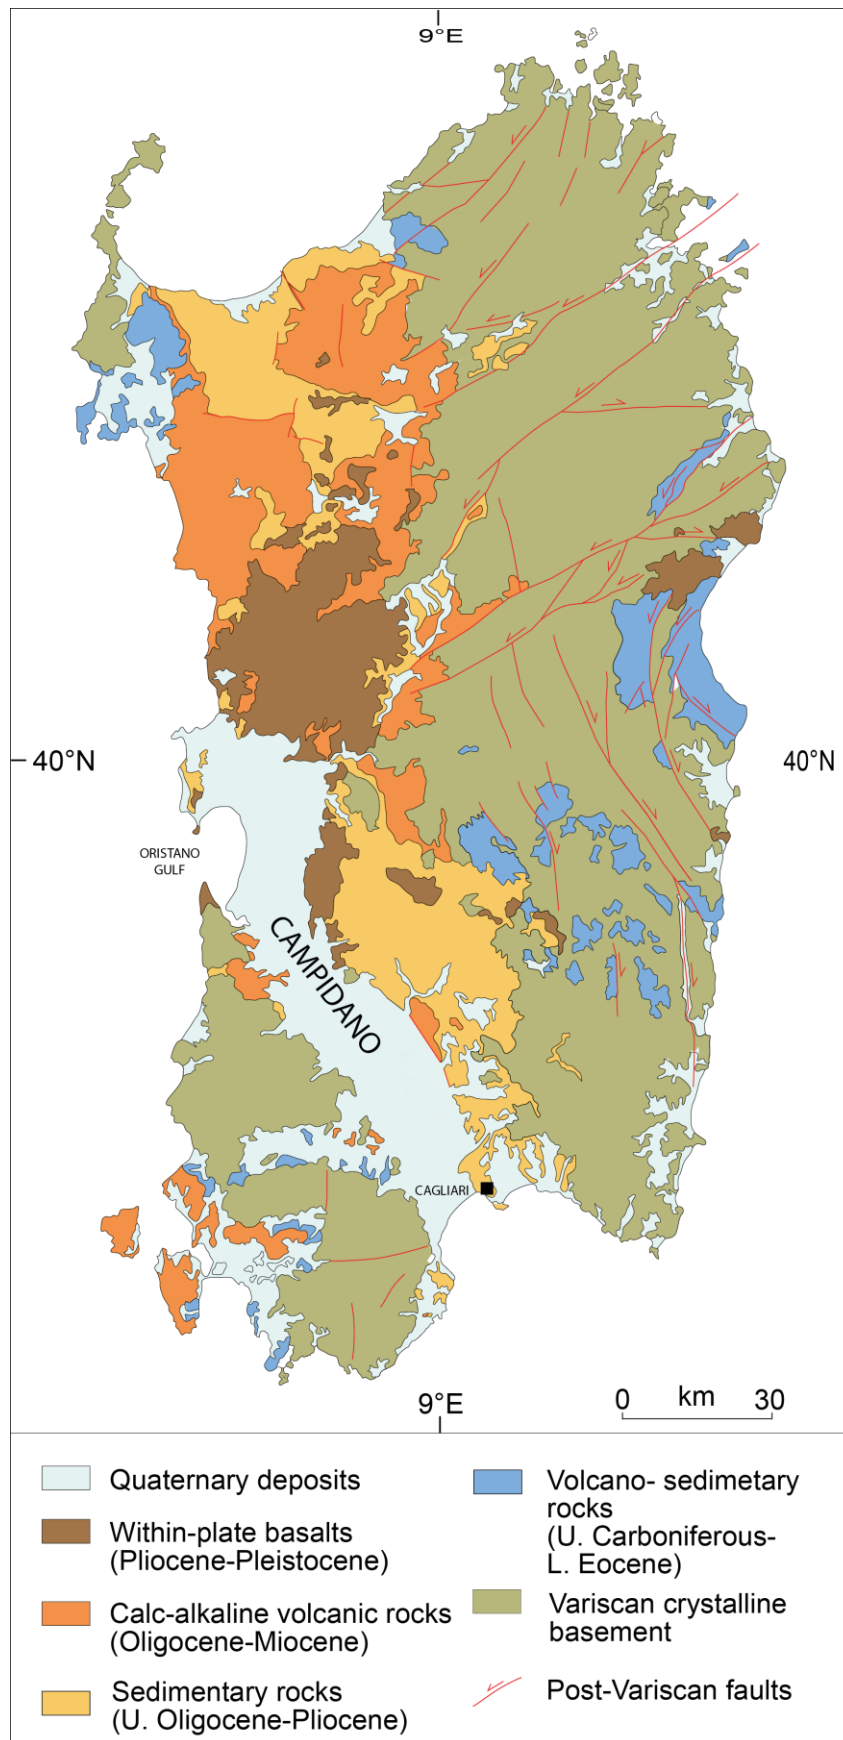 9°E
40°N
40°N
ORISTANO
GULF
CAMPIDANO
CAGLIARI
9°E
0 km 30
Quaternary deposits
Within-plate basalts
(Pliocene-Pleistocene)
Calc-alkaline volcanic rocks
(Oligocene-Miocene)
Sedimentary rocks
(U. Oligocene-Pliocene)
Volcano- sedimetary
rocks
(U. Carboniferous-
L. Eocene)
Variscan crystalline
basement
Post-Variscan faults